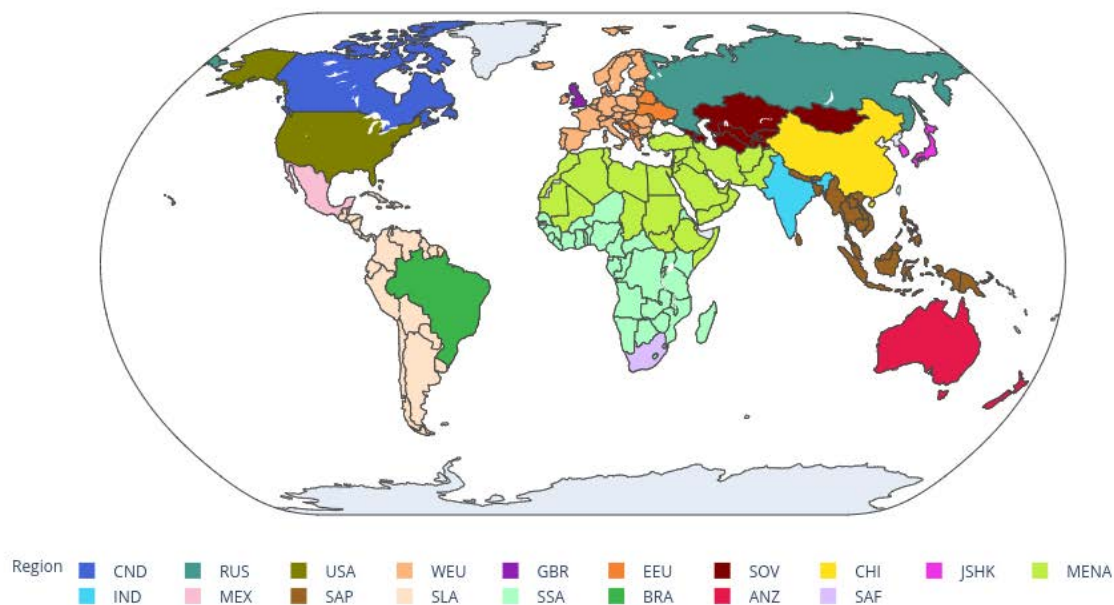 Region CND RUS USA WEU GBR EEU SOV CHI JSHK MENA
IND MEX SAP SLA SSA BRA ANZ SAF